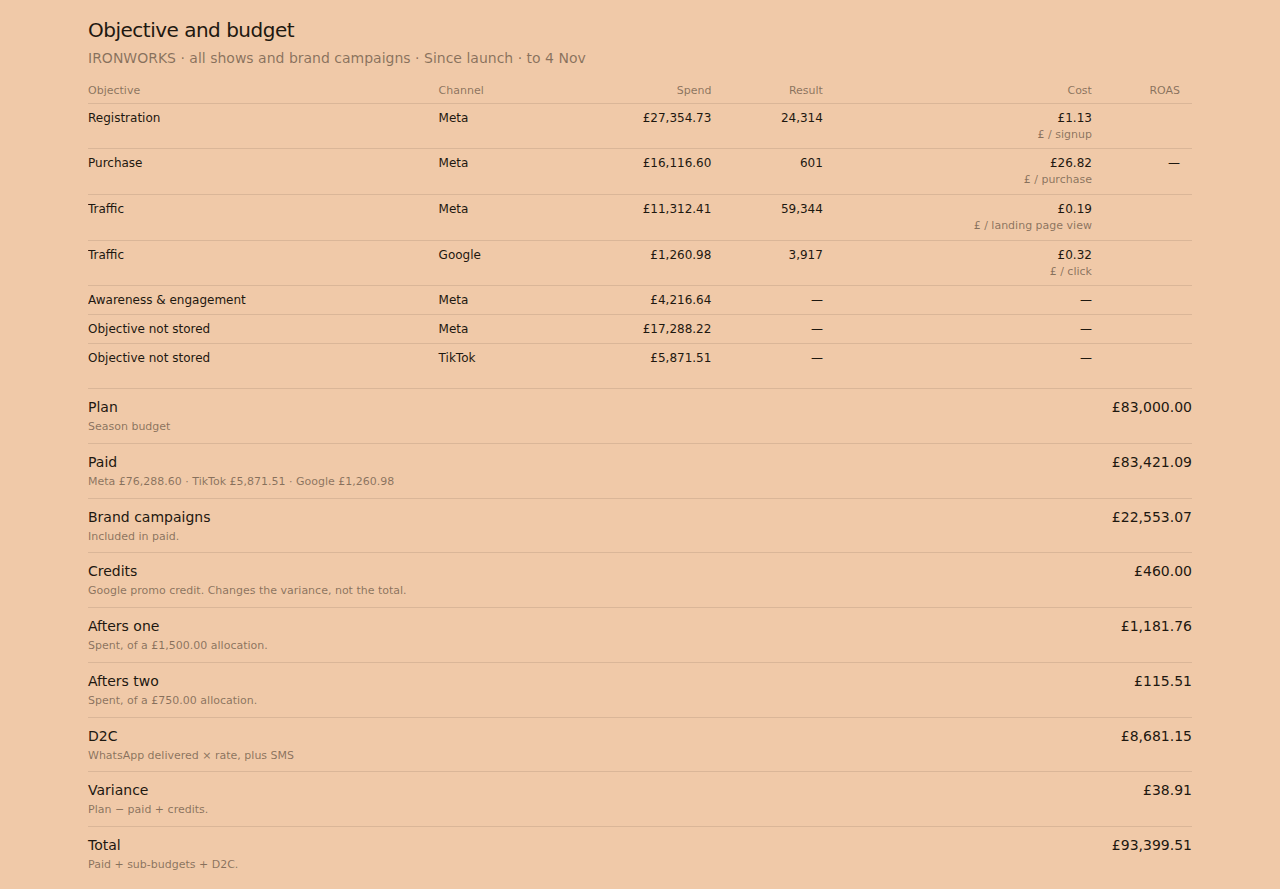 Objective and budget
IRONWORKS · all shows and brand campaigns · Since launch · to 4 Nov
Objective Channel Spend Result Cost ROAS
Registration Meta £27,354.73 24,314 £1.13
£ / signup
Purchase Meta £16,116.60 601 £26.82 —
£ / purchase
Traffic Meta £11,312.41 59,344 £0.19
£ / landing page view
Traffic Google £1,260.98 3,917 £0.32
£ / click
Awareness & engagement Meta £4,216.64 — —
Objective not stored Meta £17,288.22 — —
Objective not stored TikTok £5,871.51 — —
Plan £83,000.00
Season budget
Paid £83,421.09
Meta £76,288.60 · TikTok £5,871.51 · Google £1,260.98
Brand campaigns £22,553.07
Included in paid.
Credits £460.00
Google promo credit. Changes the variance, not the total.
Afters one £1,181.76
Spent, of a £1,500.00 allocation.
Afters two £115.51
Spent, of a £750.00 allocation.
D2C £8,681.15
WhatsApp delivered × rate, plus SMS
Variance £38.91
Plan − paid + credits.
Total £93,399.51
Paid + sub-budgets + D2C.